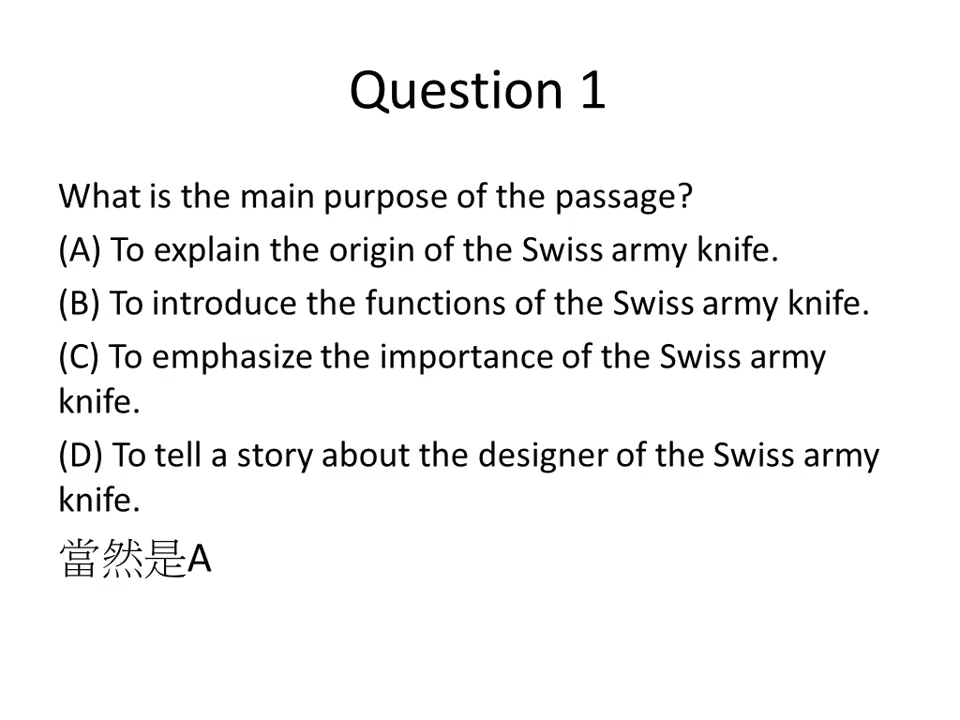 Question 1
What is the main purpose of the passage?
(A) To explain the origin of the Swiss army knife.
(B) To introduce the functions of the Swiss army knife.
(C) To emphasize the importance of the Swiss army
knife.
(D) To tell a story about the designer of the Swiss army
knife.
當然是A